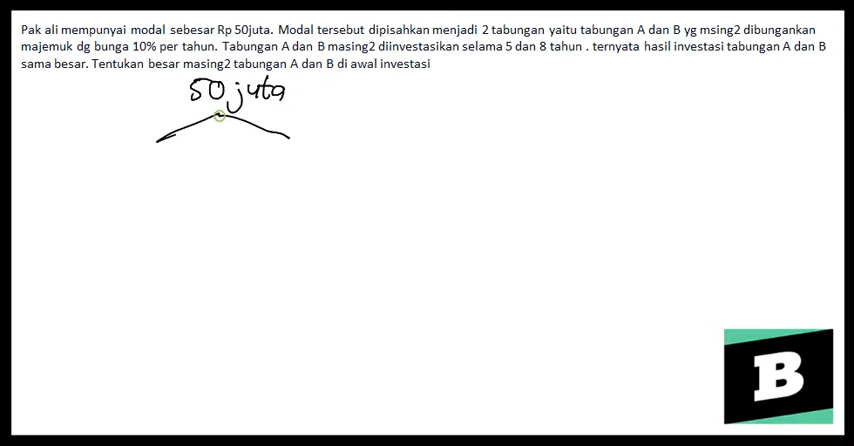 Pak ali mempunyai modal sebesar Rp 50juta. Modal tersebut dipisahkan menjadi 2 tabungan yaitu tabungan A dan B yg msing2 dibungankan
majemuk dg bunga 10% per tahun. Tabungan A dan B masing2 diinvestasikan selama 5 dan 8 tahun . ternyata hasil investasi tabungan A dan B
sama besar. Tentukan besar masing2 tabungan A dan B di awal investasi
50 juta
B